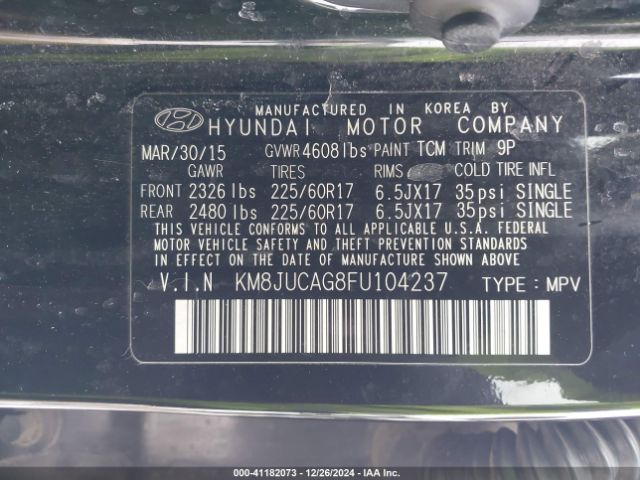 MANUFACTURED IN KOREA BY
HYUNDAI MOTOR COMPANY
MAR/30/15 GVWR 4608 lbs PAINT TCM TRIM 9P
GAWR TIRES RIMS COLD TIRE INFL
FRONT 2326 lbs 225/60R17 6.5JX17 35psi SINGLE
REAR 2480 lbs 225/60R17 6.5JX17 35psi SINGLE
THIS VEHICLE CONFORMS TO ALL APPLICABLE U.S.A. FEDERAL
MOTOR VEHICLE SAFETY AND THEFT PREVENTION STANDARDS
IN EFFECT ON THE DATE OF MANUFACTURE SHOWN ABOVE.
V.I.N KM8JUCAG8FU104237 TYPE : MPV
000-41182073 - 12/26/2024 - IAA Inc.